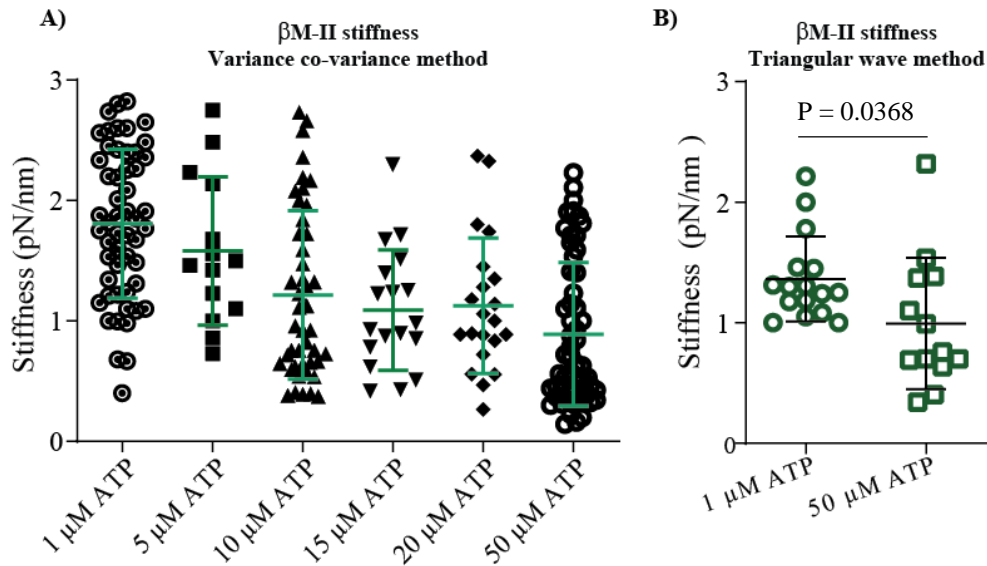 A)
βM-II stiffness
Variance co-variance method
Stiffness (pN/nm)
3
2
1
0
1 μM ATP
5 μM ATP
10 μM ATP
15 μM ATP
20 μM ATP
50 μM ATP
B)
βM-II stiffness
Triangular wave method
P = 0.0368
Stiffness (pN/nm)
3
2
1
0
1 μM ATP
50 μM ATP